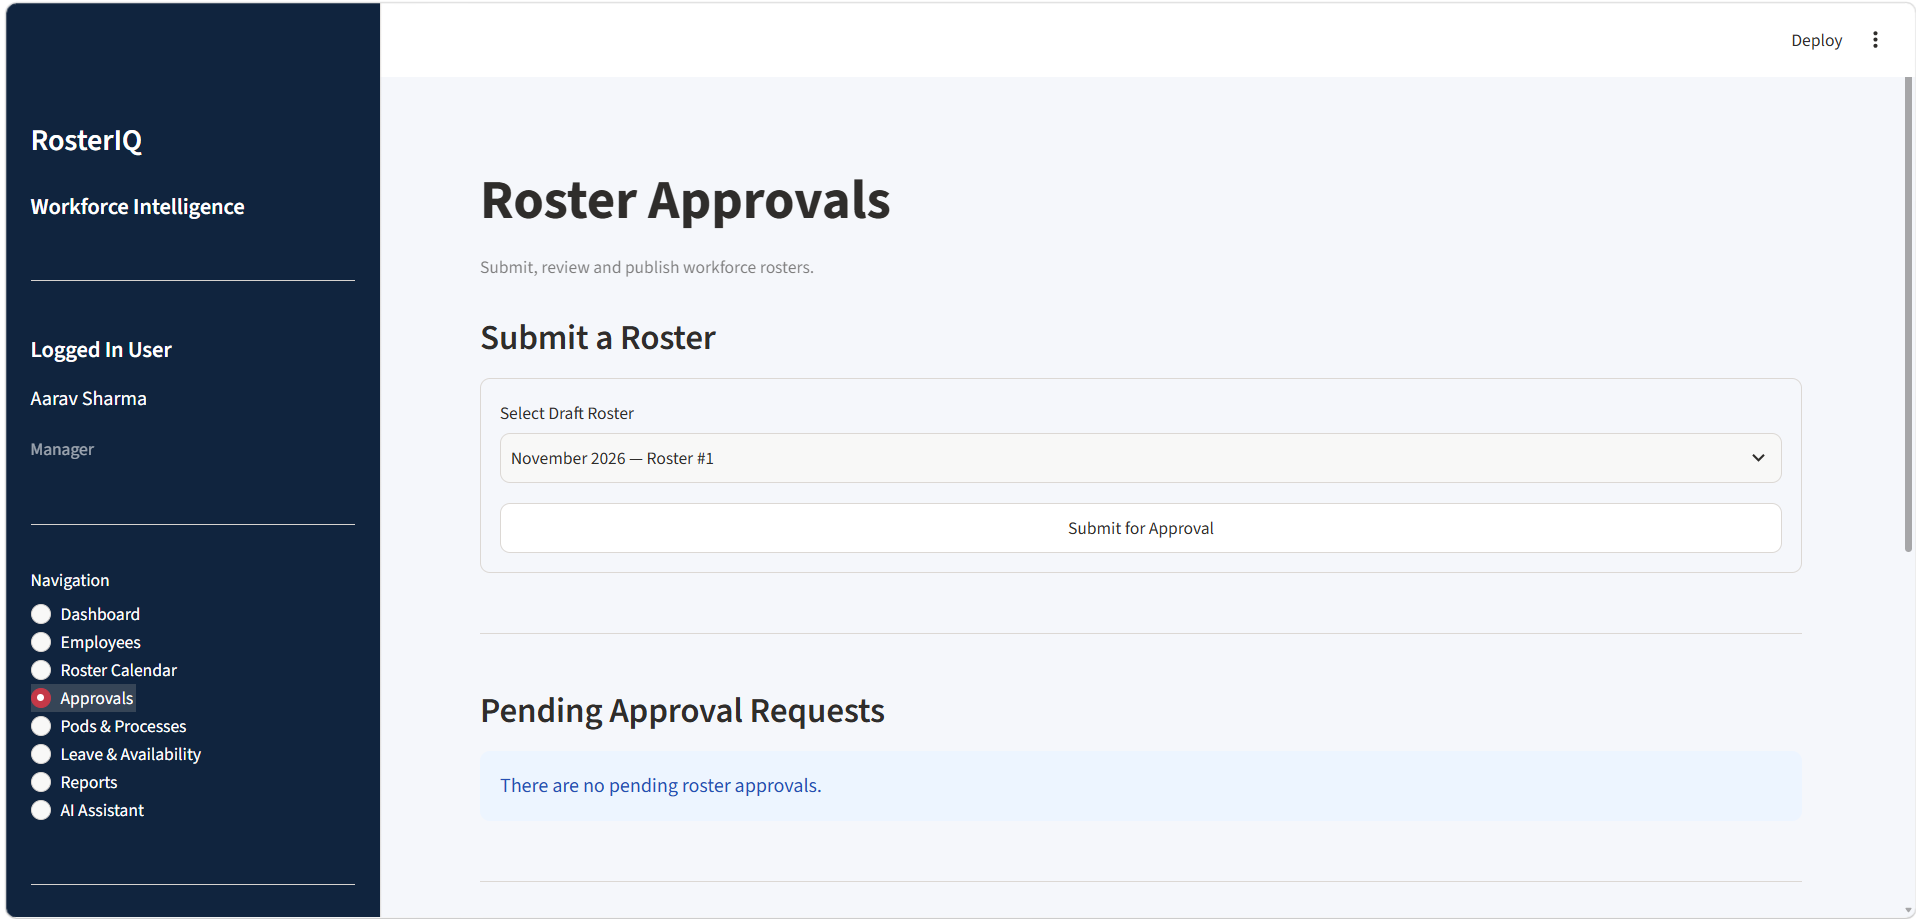 Deploy
RosterIQ
Workforce Intelligence
Logged In User
Aarav Sharma
Manager
Navigation
Dashboard
Employees
Roster Calendar
Approvals
Pods & Processes
Leave & Availability
Reports
AI Assistant
Roster Approvals
Submit, review and publish workforce rosters.
Submit a Roster
Select Draft Roster
November 2026 — Roster #1
Submit for Approval
Pending Approval Requests
There are no pending roster approvals.